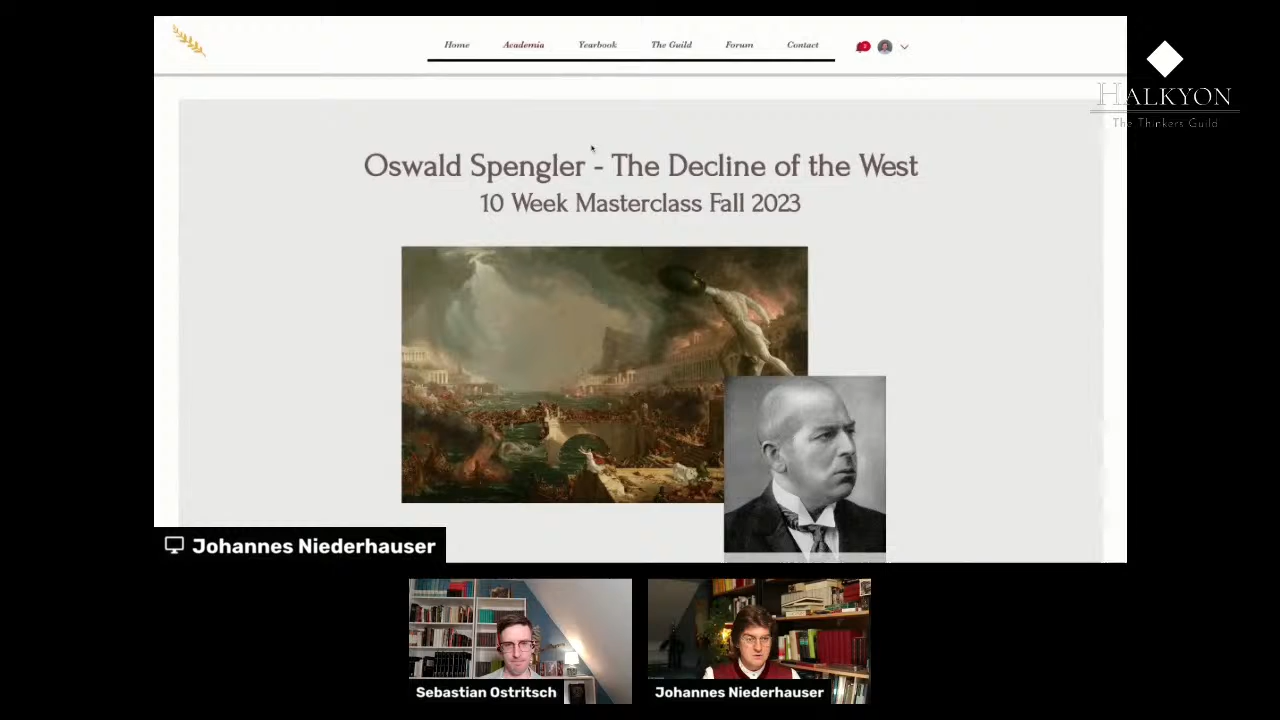 Home Academia Yearbook The Guild Forum Contact
HALKYON
The Thinkers Guild
Oswald Spengler - The Decline of the West
10 Week Masterclass Fall 2023
Johannes Niederhauser
Sebastian Ostritsch
Johannes Niederhauser